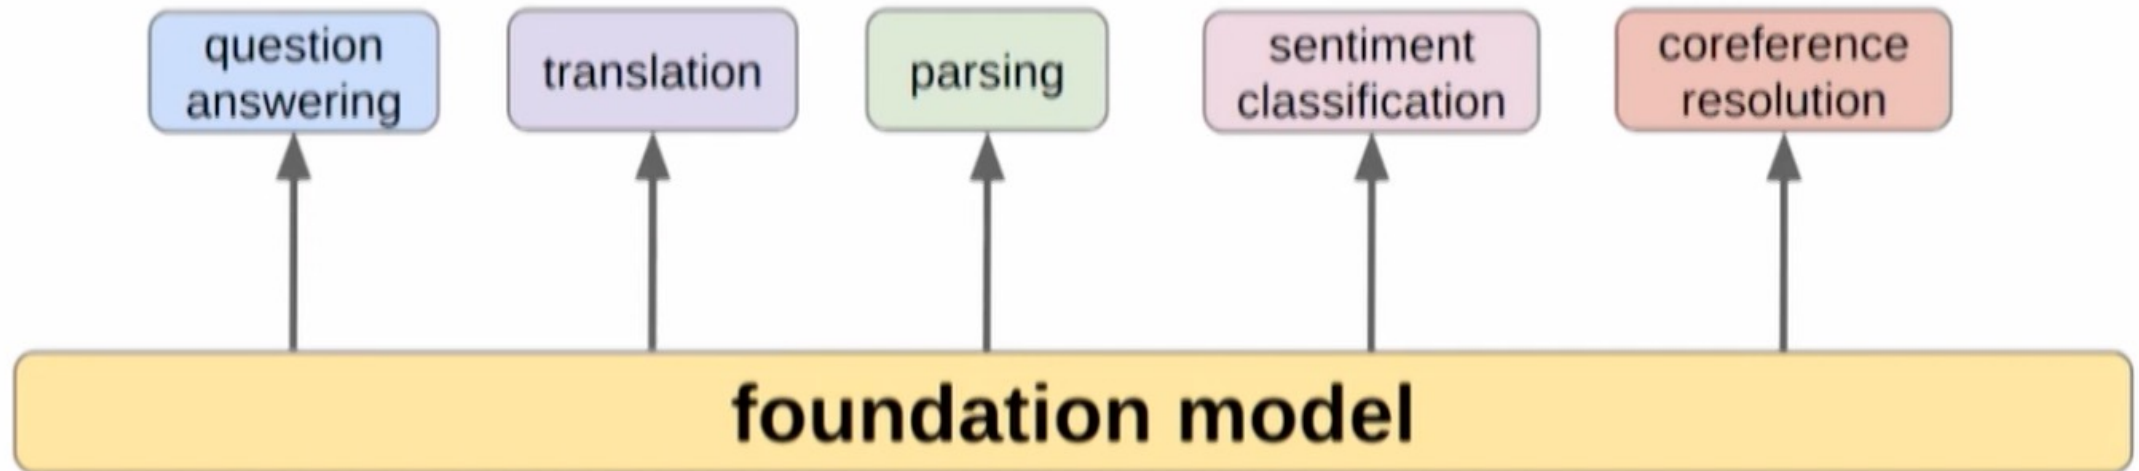 question
answering
translation
parsing
sentiment
classification
coreference
resolution
foundation model